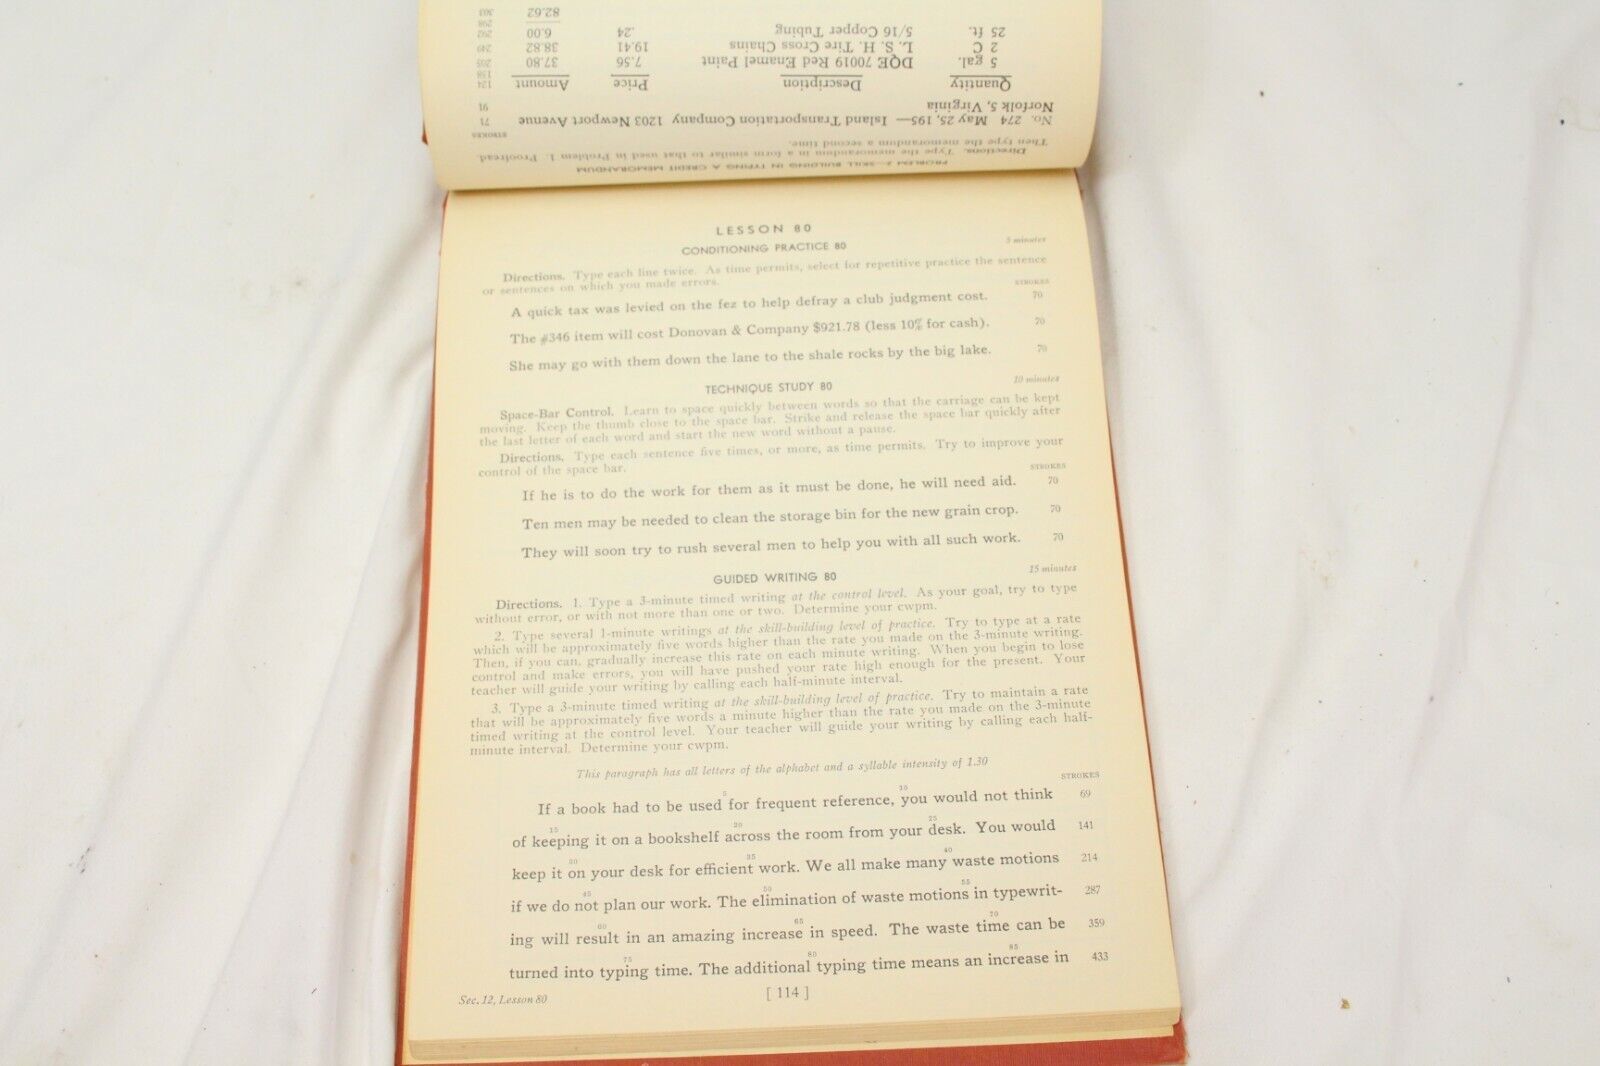 PROBLEM 2—SKILL BUILDING IN TYPING A CREDIT MEMORANDUM
Directions. Type the memorandum in a form similar to that used in Problem 1. Proofread.
Then type the memorandum a second time.
STROKES
No. 274 May 25, 195— Island Transportation Company 1203 Newport Avenue 71
Norfolk 5, Virginia 91
Quantity Description Price Amount 124
138
5 gal. DQE 70019 Red Enamel Paint 7.56 37.80 205
2 C L. S. H. Tire Cross Chains 19.41 38.82 249
25 ft. 5/16 Copper Tubing .24 6.00 292
298
82.62 303
LESSON 80
CONDITIONING PRACTICE 80 5 minutes
Directions. Type each line twice. As time permits, select for repetitive practice the sentence
or sentences on which you made errors.
STROKES
A quick tax was levied on the fez to help defray a club judgment cost. 70
The #346 item will cost Donovan & Company $921.78 (less 10% for cash). 70
She may go with them down the lane to the shale rocks by the big lake. 70
TECHNIQUE STUDY 80 10 minutes
Space-Bar Control. Learn to space quickly between words so that the carriage can be kept
moving. Keep the thumb close to the space bar. Strike and release the space bar quickly after
the last letter of each word and start the new word without a pause.
Directions. Type each sentence five times, or more, as time permits. Try to improve your
control of the space bar.
STROKES
If he is to do the work for them as it must be done, he will need aid. 70
Ten men may be needed to clean the storage bin for the new grain crop. 70
They will soon try to rush several men to help you with all such work. 70
GUIDED WRITING 80 15 minutes
Directions. 1. Type a 3-minute timed writing at the control level. As your goal, try to type
without error, or with not more than one or two. Determine your cwpm.
2. Type several 1-minute writings at the skill-building level of practice. Try to type at a rate
which will be approximately five words higher than the rate you made on the 3-minute writing.
Then, if you can, gradually increase this rate on each minute writing. When you begin to lose
control and make errors, you will have pushed your rate high enough for the present. Your
teacher will guide your writing by calling each half-minute interval.
3. Type a 3-minute timed writing at the skill-building level of practice. Try to maintain a rate
that will be approximately five words a minute higher than the rate you made on the 3-minute
timed writing at the control level. Your teacher will guide your writing by calling each half-
minute interval. Determine your cwpm.
This paragraph has all letters of the alphabet and a syllable intensity of 1.30
STROKES
5 10
If a book had to be used for frequent reference, you would not think 69
15 20 25
of keeping it on a bookshelf across the room from your desk. You would 141
30 35 40
keep it on your desk for efficient work. We all make many waste motions 214
45 50 55
if we do not plan our work. The elimination of waste motions in typewrit- 287
60 65 70
ing will result in an amazing increase in speed. The waste time can be 359
75 80 85
turned into typing time. The additional typing time means an increase in 433
Sec. 12, Lesson 80
[ 114 ]